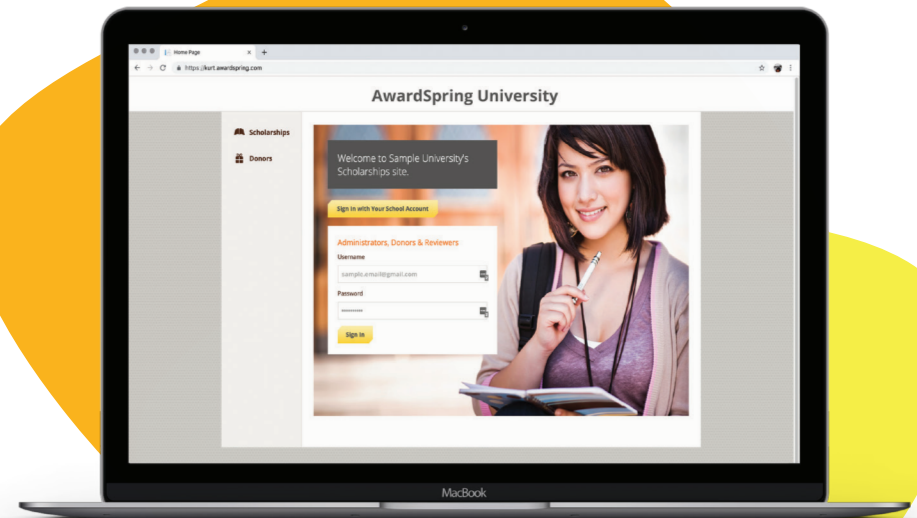 Home Page
https://kurt.awardspring.com
AwardSpring University
Scholarships
Donors
Welcome to Sample University's
Scholarships site.
Sign In with Your School Account
Administrators, Donors & Reviewers
Username
sample.email@gmail.com
Password
Sign In
MacBook